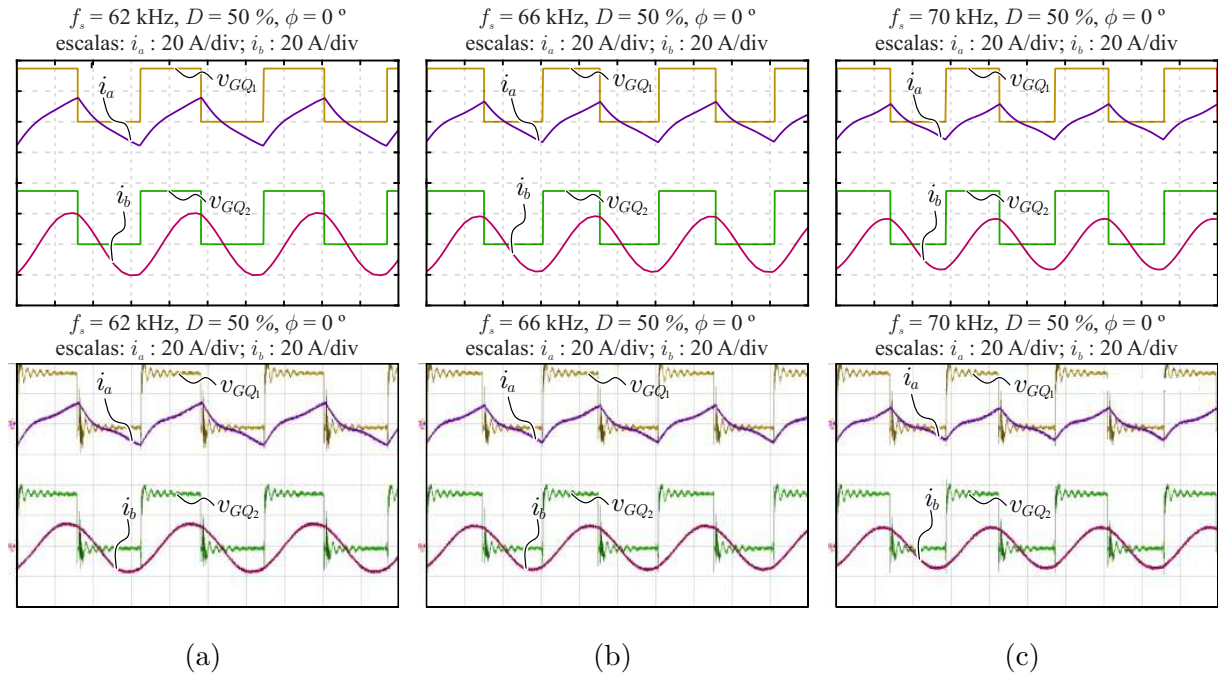 f_s = 62 kHz, D = 50 %, ϕ = 0 º
escalas: i_a : 20 A/div; i_b : 20 A/div
i_a
v_GQ1
i_b
v_GQ2
f_s = 66 kHz, D = 50 %, ϕ = 0 º
escalas: i_a : 20 A/div; i_b : 20 A/div
i_a
v_GQ1
i_b
v_GQ2
f_s = 70 kHz, D = 50 %, ϕ = 0 º
escalas: i_a : 20 A/div; i_b : 20 A/div
i_a
v_GQ1
i_b
v_GQ2
f_s = 62 kHz, D = 50 %, ϕ = 0 º
escalas: i_a : 20 A/div; i_b : 20 A/div
i_a
v_GQ1
i_b
v_GQ2
f_s = 66 kHz, D = 50 %, ϕ = 0 º
escalas: i_a : 20 A/div; i_b : 20 A/div
i_a
v_GQ1
i_b
v_GQ2
f_s = 70 kHz, D = 50 %, ϕ = 0 º
escalas: i_a : 20 A/div; i_b : 20 A/div
i_a
v_GQ1
i_b
v_GQ2
(a)
(b)
(c)